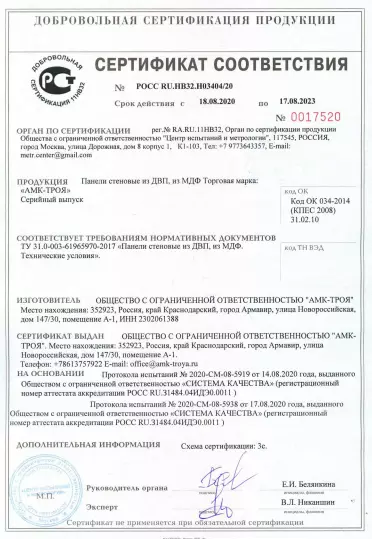 ДОБРОВОЛЬНАЯ СЕРТИФИКАЦИЯ ПРОДУКЦИИ
ДОБРОВОЛЬНАЯ
СЕРТИФИКАЦИЯ 11НВ32
СЕРТИФИКАТ СООТВЕТСТВИЯ
№ РОСС RU.НВ32.Н03404/20
Срок действия с 18.08.2020 по 17.08.2023
№ 0017520
ОРГАН ПО СЕРТИФИКАЦИИ рег.№ RA.RU.11НВ32, Орган по сертификации продукции
Общества с ограниченной ответственностью "Центр испытаний и метрологии", 117545, РОССИЯ,
город Москва, улица Дорожная, дом 8 корпус 1, К1-103, Тел: +7 9773643357, E-mail:
metr.center@gmail.com
ПРОДУКЦИЯ Панели стеновые из ДВП, из МДФ Торговая марка:
«АМК-ТРОЯ»
Серийный выпуск
код ОК
Код ОК 034-2014
(КПЕС 2008)
31.02.10
СООТВЕТСТВУЕТ ТРЕБОВАНИЯМ НОРМАТИВНЫХ ДОКУМЕНТОВ
ТУ 31.0-003-61965970-2017 «Панели стеновые из ДВП, из МДФ.
Технические условия».
код ТН ВЭД
ИЗГОТОВИТЕЛЬ ОБЩЕСТВО С ОГРАНИЧЕННОЙ ОТВЕТСТВЕННОСТЬЮ "АМК-ТРОЯ"
Место нахождения: 352923, Россия, край Краснодарский, город Армавир, улица Новороссийская,
дом 147/30, помещение А-1, ИНН 2302061388
СЕРТИФИКАТ ВЫДАН ОБЩЕСТВО С ОГРАНИЧЕННОЙ ОТВЕТСТВЕННОСТЬЮ "АМК-
ТРОЯ". Место нахождения: 352923, Россия, край Краснодарский, город Армавир, улица
Новороссийская, дом 147/30, помещение А-1.
Телефон: +78613757922 E-mail: office@amk-troya.ru
НА ОСНОВАНИИ Протокола испытаний № 2020-СМ-08-5919 от 14.08.2020 года, выданного
Обществом с ограниченной ответственностью «СИСТЕМА КАЧЕСТВА» (регистрационный
номер аттестата аккредитации РОСС RU.31484.04ИДЭ0.0011 )
Протокола испытаний № 2020-СМ-08-5938 от 17.08.2020 года, выданного
Обществом с ограниченной ответственностью «СИСТЕМА КАЧЕСТВА» (регистрационный
номер аттестата аккредитации РОСС RU.31484.04ИДЭ0.0011 )
ДОПОЛНИТЕЛЬНАЯ ИНФОРМАЦИЯ Схема сертификации: 3с.
М.П.
Руководитель органа
Е.И. Белянкина
подпись
инициалы, фамилия
Эксперт
В.Л. Никаншин
подпись
инициалы, фамилия
Сертификат не применяется при обязательной сертификации